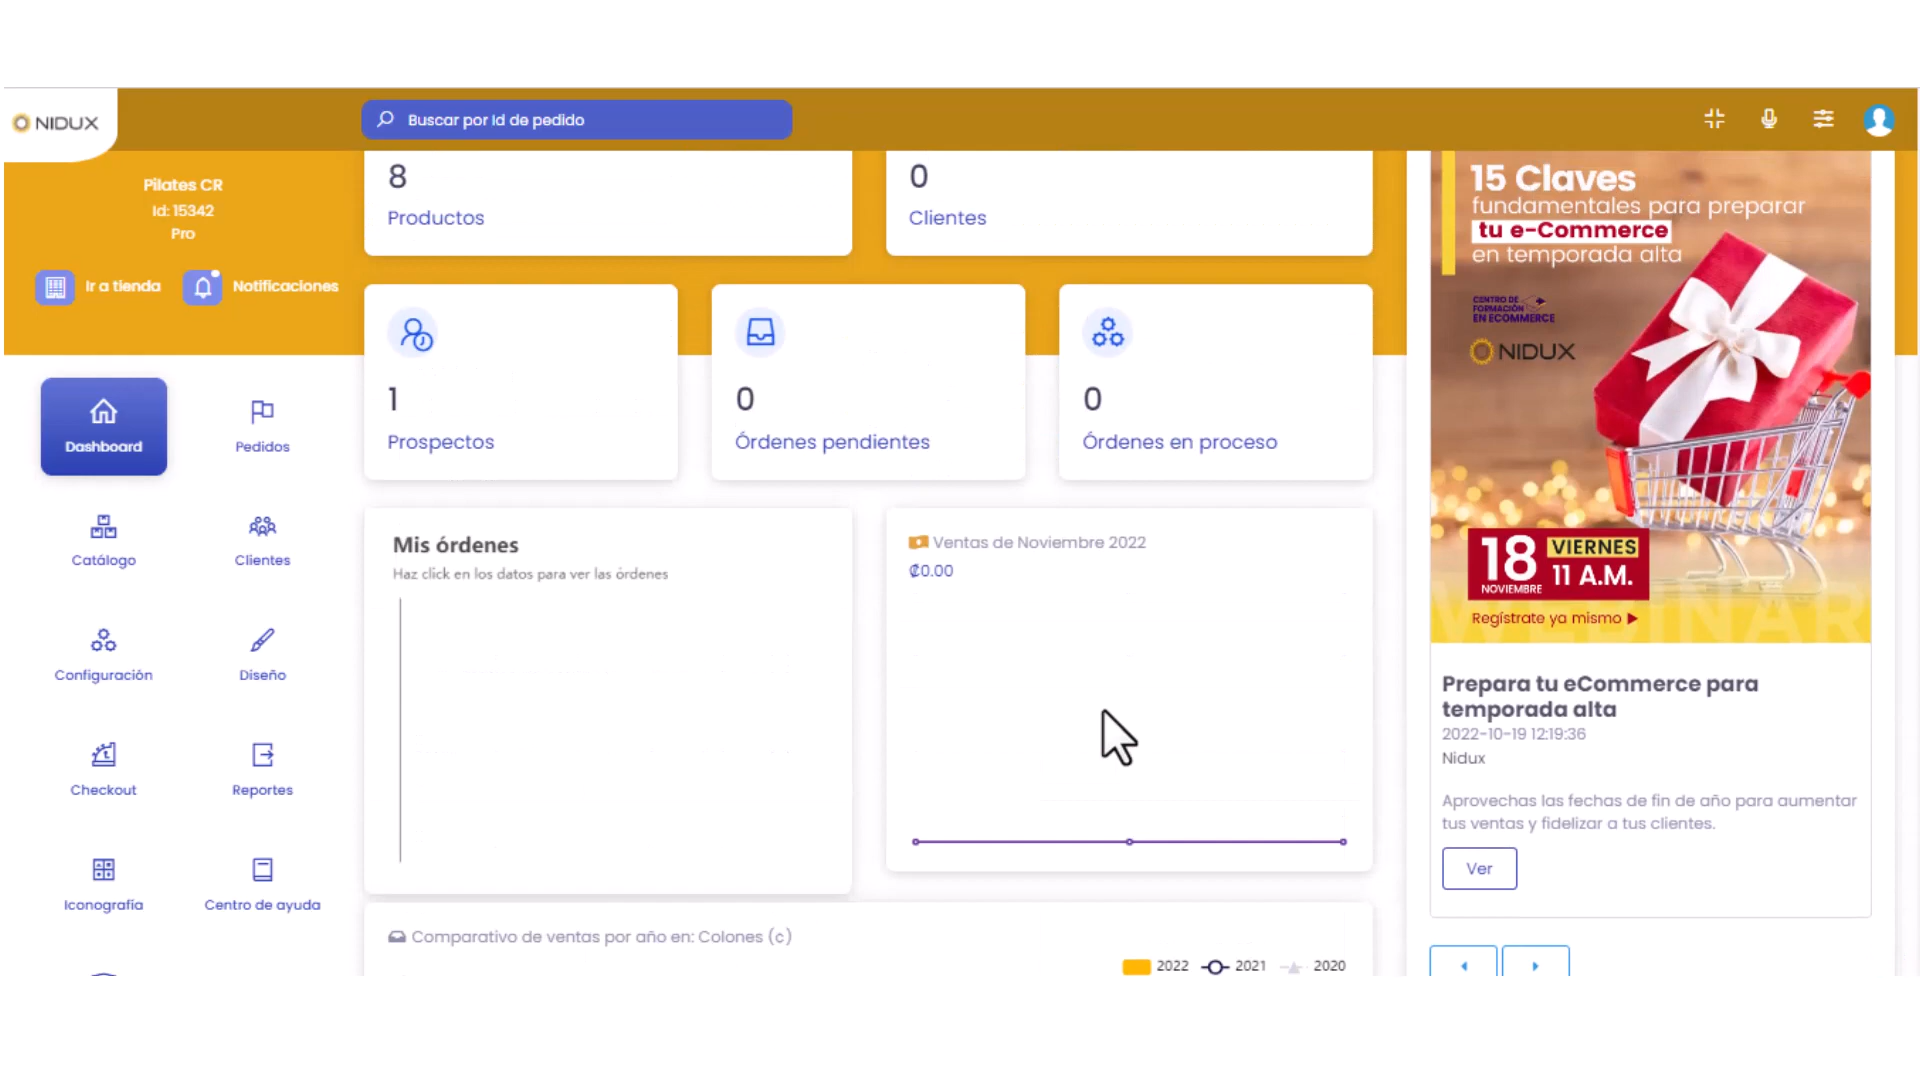 NIDUX
Buscar por Id de pedido
Pilates CR
Id: 15342
Pro
Ir a tienda
Notificaciones
Dashboard
Pedidos
Catálogo
Clientes
Configuración
Diseño
Checkout
Reportes
Iconografía
Centro de ayuda
8
Productos
0
Clientes
1
Prospectos
0
Órdenes pendientes
0
Órdenes en proceso
Mis órdenes
Haz click en los datos para ver las órdenes
Ventas de Noviembre 2022
₡0.00
Comparativo de ventas por año en: Colones (c)
2022
2021
2020
15 Claves
fundamentales para preparar
tu e-Commerce
en temporada alta
CENTRO DE
FORMACIÓN
EN ECOMMERCE
NIDUX
18
NOVIEMBRE
VIERNES
11 A.M.
Regístrate ya mismo
WEBINAR
Prepara tu eCommerce para
temporada alta
2022-10-19 12:19:36
Nidux
Aprovechas las fechas de fin de año para aumentar
tus ventas y fidelizar a tus clientes.
Ver